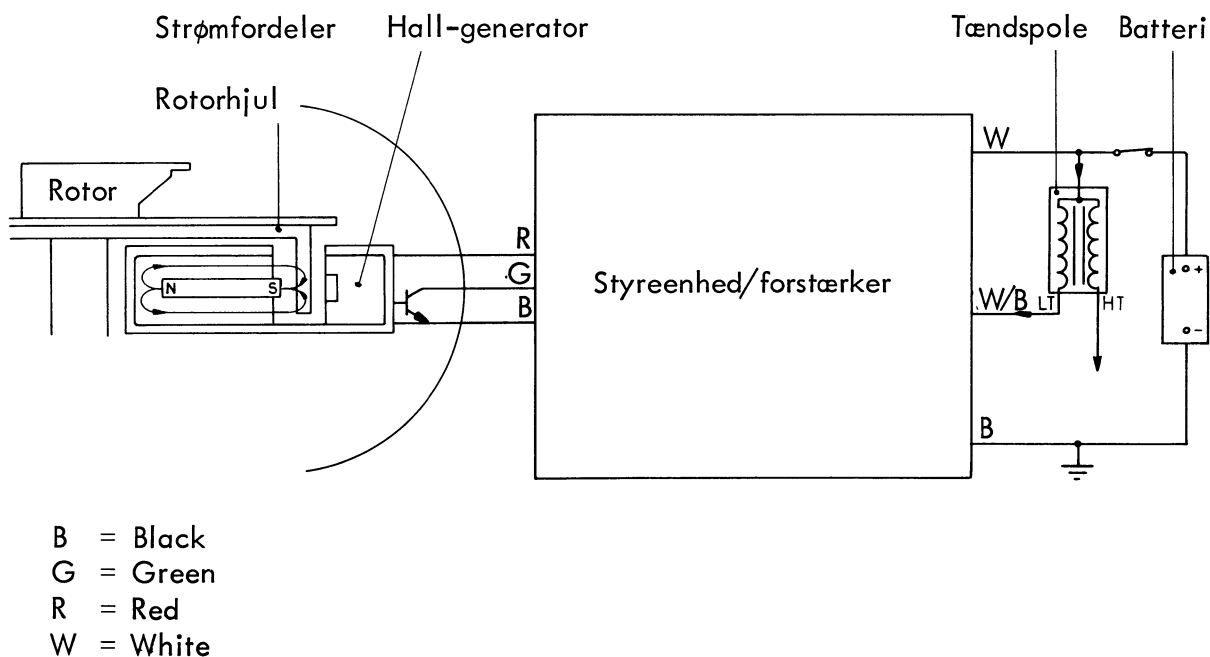 Strømfordeler
Hall-generator
Tændspole
Batteri
Rotorhjul
Rotor
N
S
R
G
B
Styreenhed/forstærker
W
W/B
LT
HT
+
-
B
B = Black
G = Green
R = Red
W = White